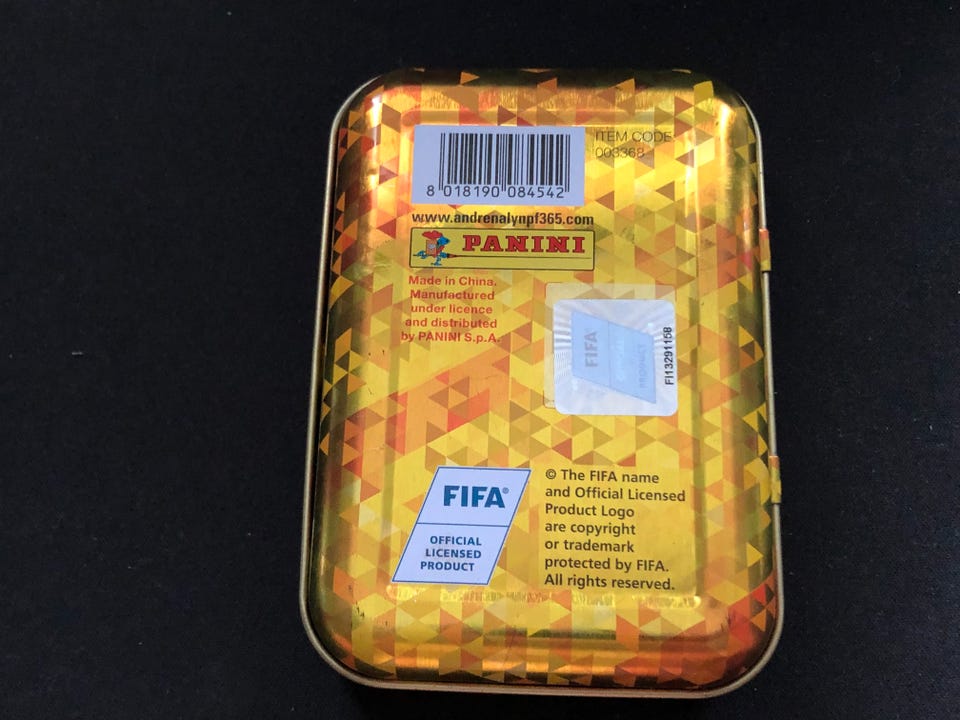 ITEM CODE
003368
8 018190 084542
www.andrenalynpf365.com
PANINI
Made in China.
Manufactured
under licence
and distributed
by PANINI S.p.A.
FIFA
PRODUCT
FI13291158
FIFA®
OFFICIAL
LICENSED
PRODUCT
© The FIFA name
and Official Licensed
Product Logo
are copyright
or trademark
protected by FIFA.
All rights reserved.